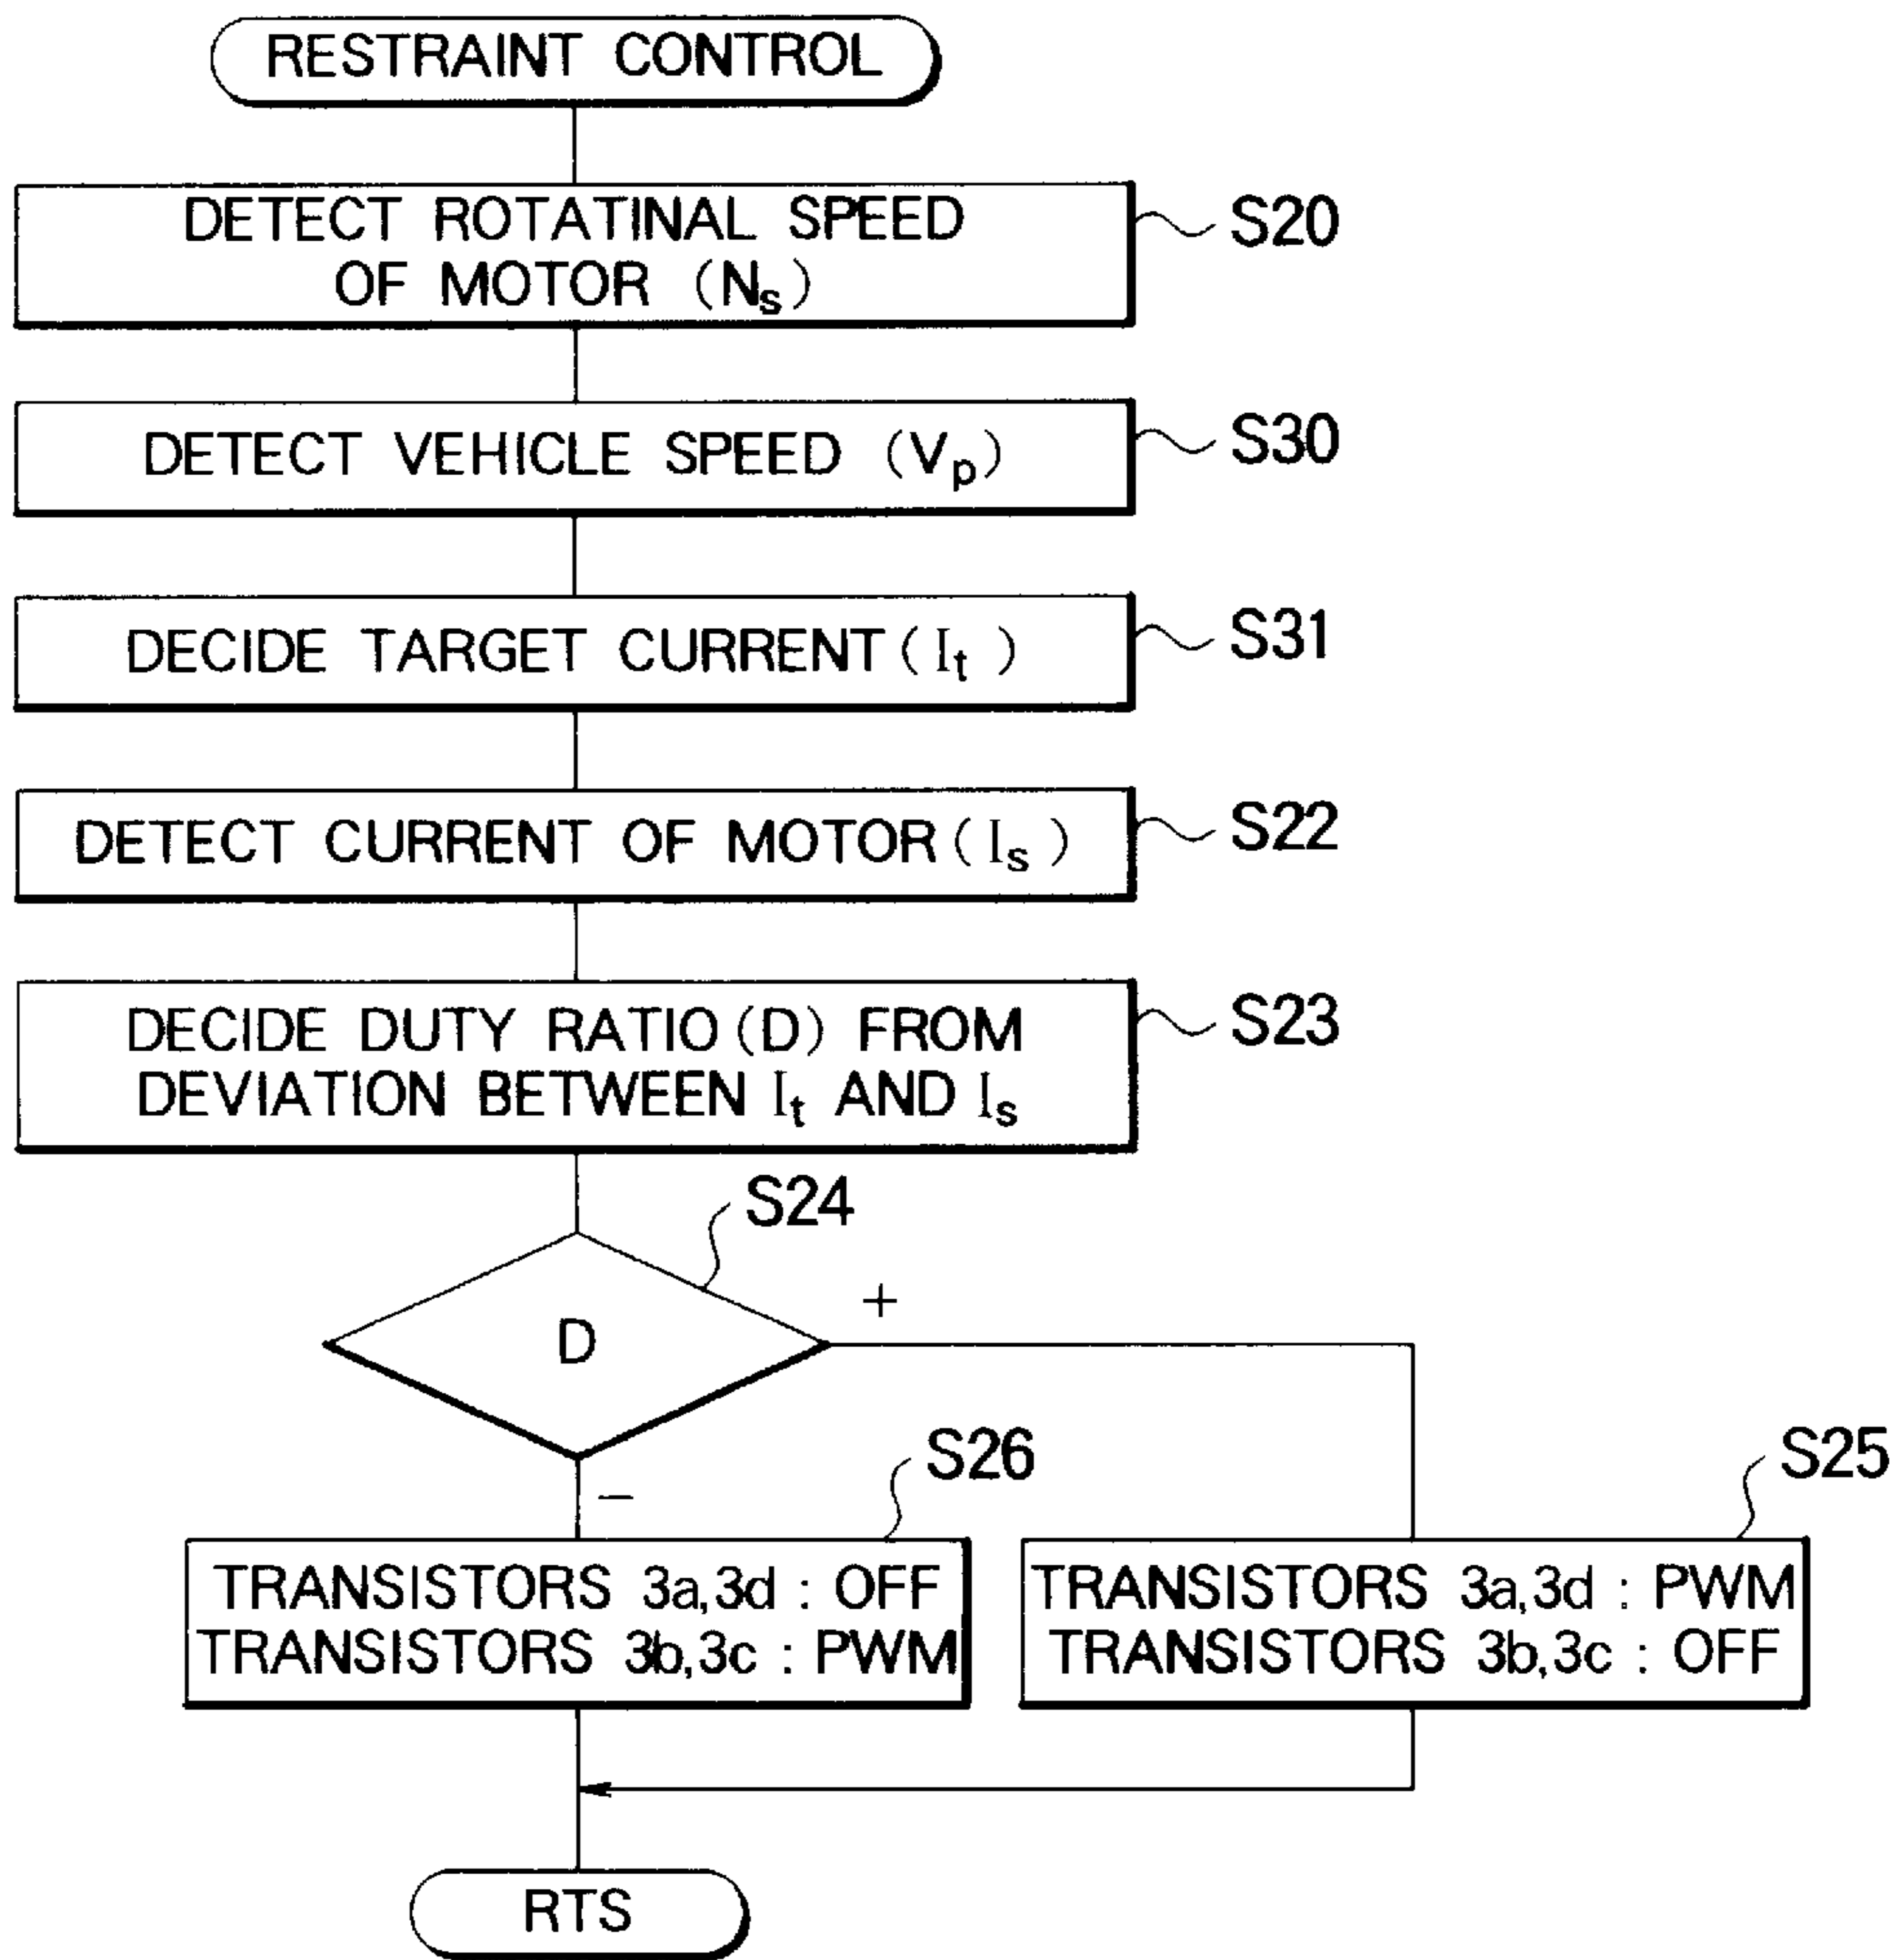 RESTRAINT CONTROL
DETECT ROTATINAL SPEED
OF MOTOR (Ns)
S20
DETECT VEHICLE SPEED (Vp)
S30
DECIDE TARGET CURRENT (It)
S31
DETECT CURRENT OF MOTOR (Is)
S22
DECIDE DUTY RATIO (D) FROM
DEVIATION BETWEEN It AND Is
S23
S24
D
+
−
S26
TRANSISTORS 3a,3d : OFF
TRANSISTORS 3b,3c : PWM
S25
TRANSISTORS 3a,3d : PWM
TRANSISTORS 3b,3c : OFF
RTS